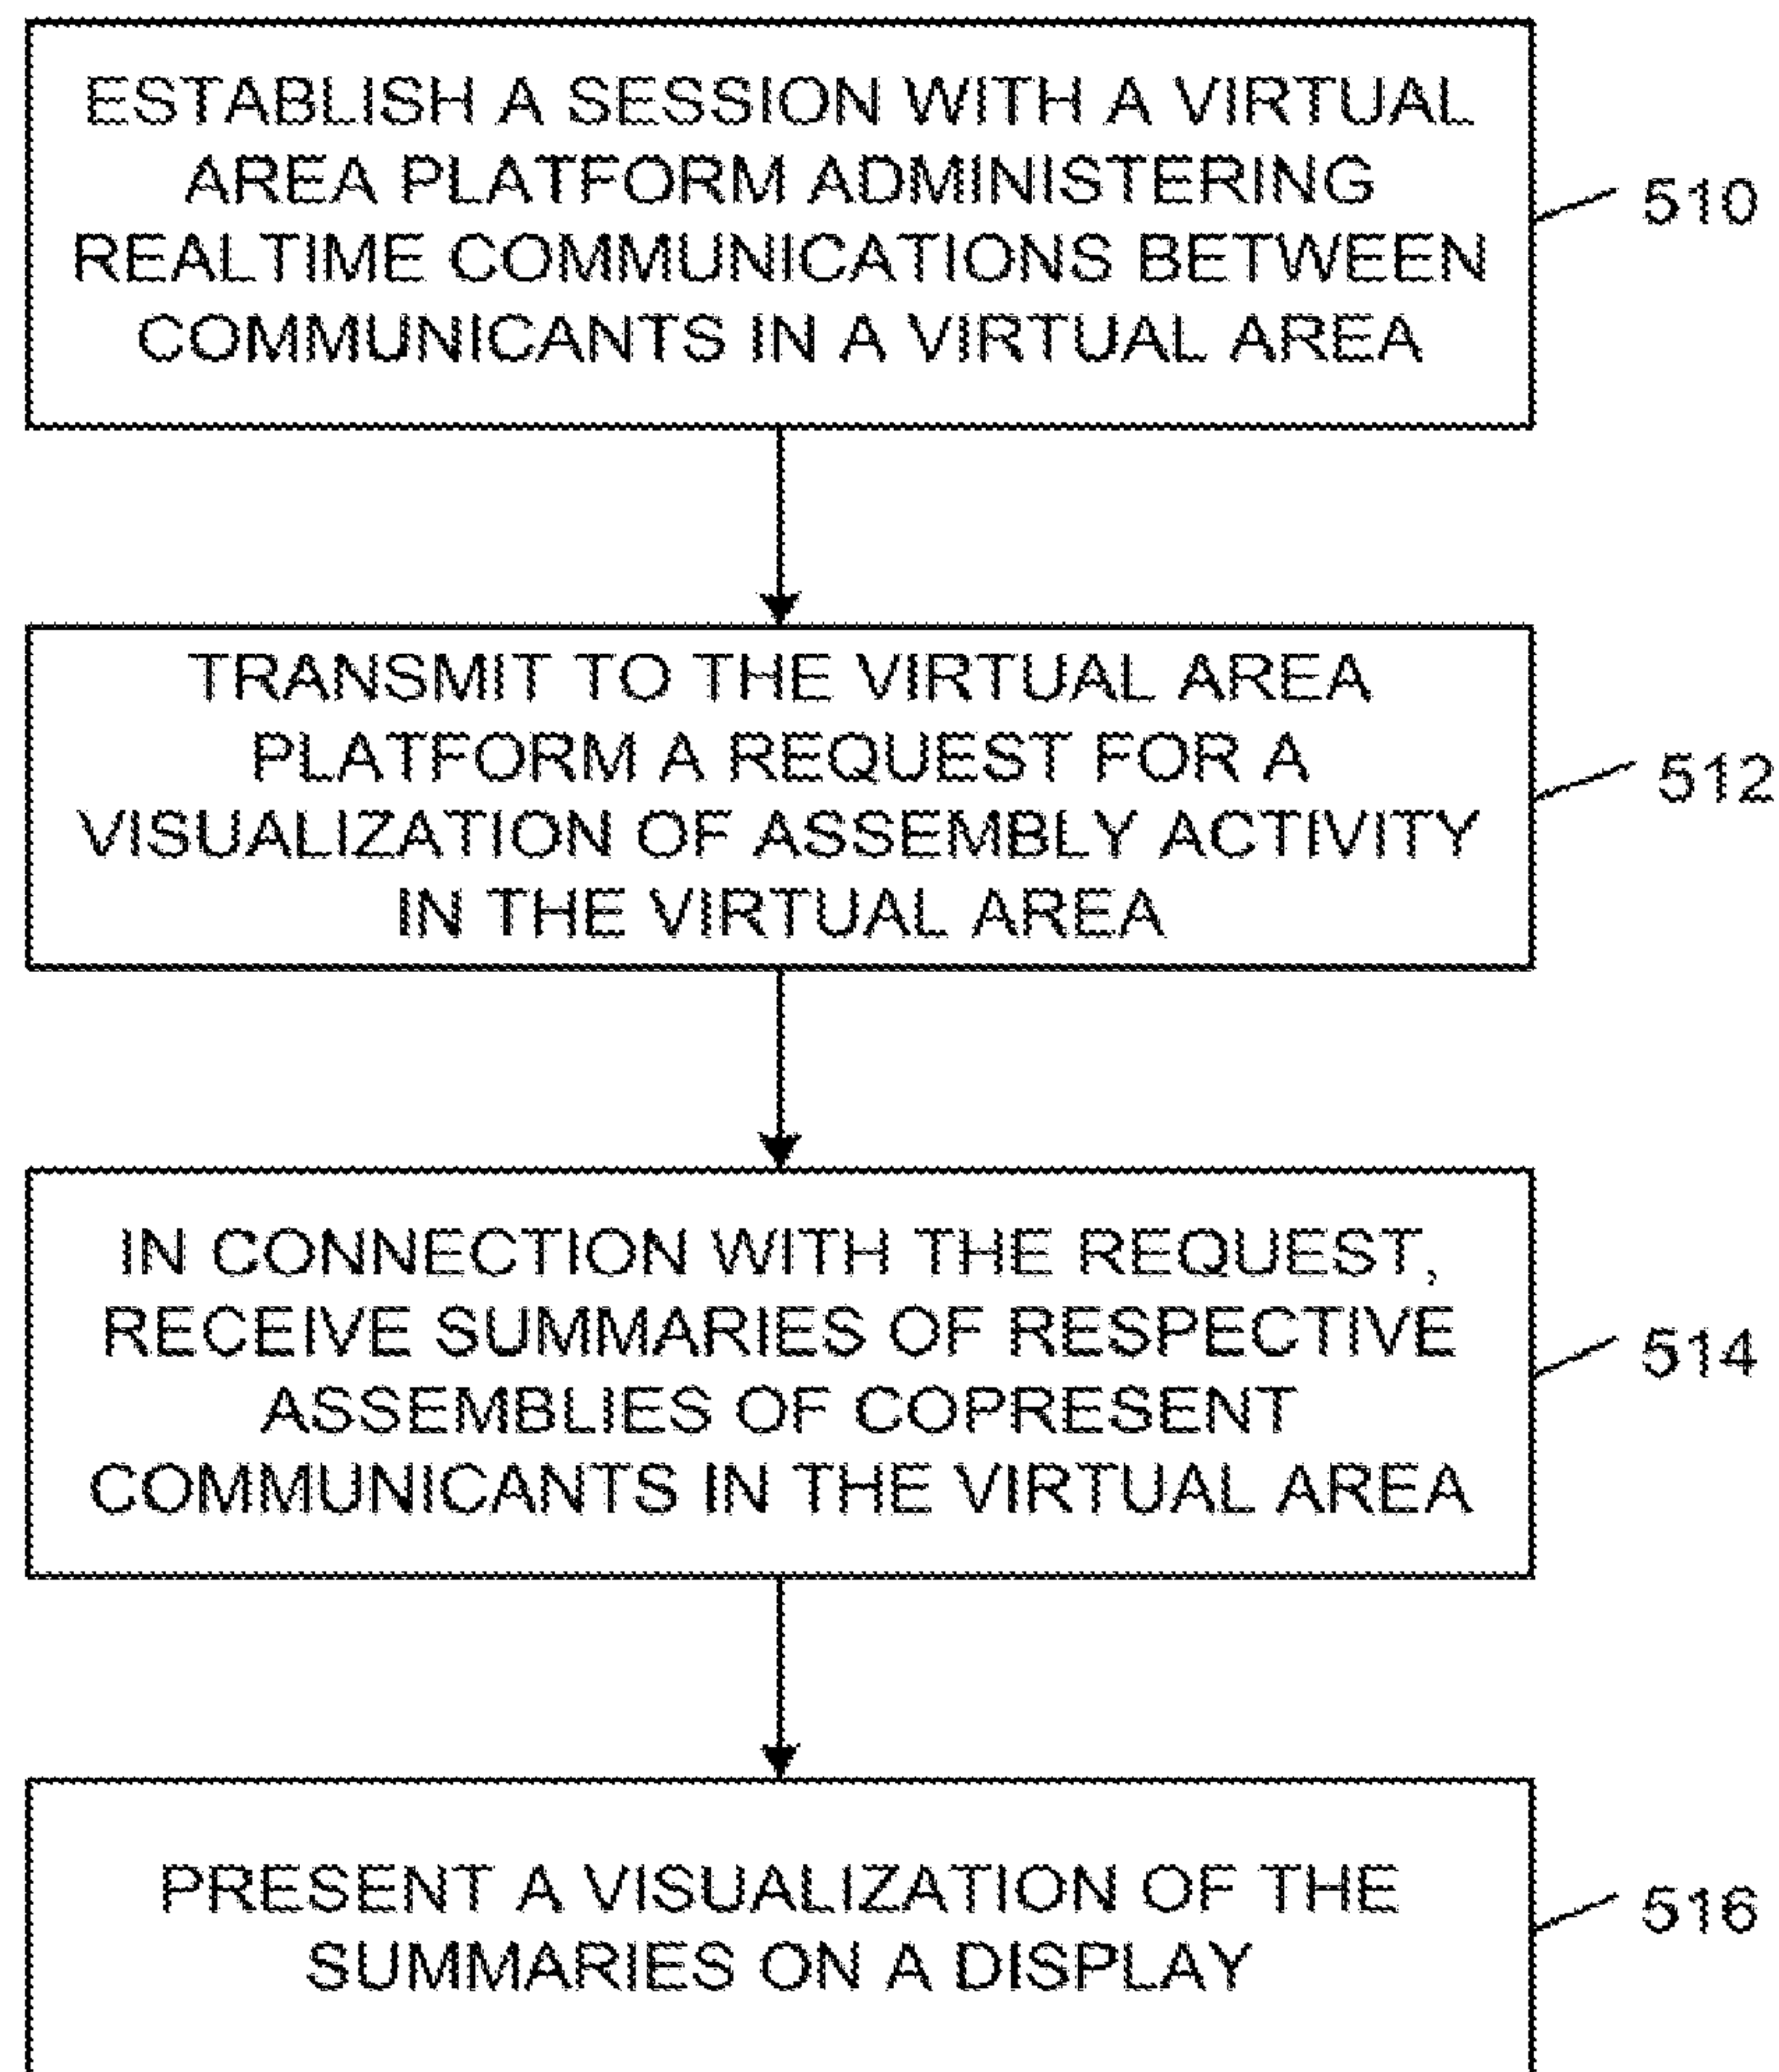 ESTABLISH A SESSION WITH A VIRTUAL
AREA PLATFORM ADMINISTERING
REALTIME COMMUNICATIONS BETWEEN
COMMUNICANTS IN A VIRTUAL AREA
510
TRANSMIT TO THE VIRTUAL AREA
PLATFORM A REQUEST FOR A
VISUALIZATION OF ASSEMBLY ACTIVITY
IN THE VIRTUAL AREA
512
IN CONNECTION WITH THE REQUEST,
RECEIVE SUMMARIES OF RESPECTIVE
ASSEMBLIES OF COPRESENT
COMMUNICANTS IN THE VIRTUAL AREA
514
PRESENT A VISUALIZATION OF THE
SUMMARIES ON A DISPLAY
516